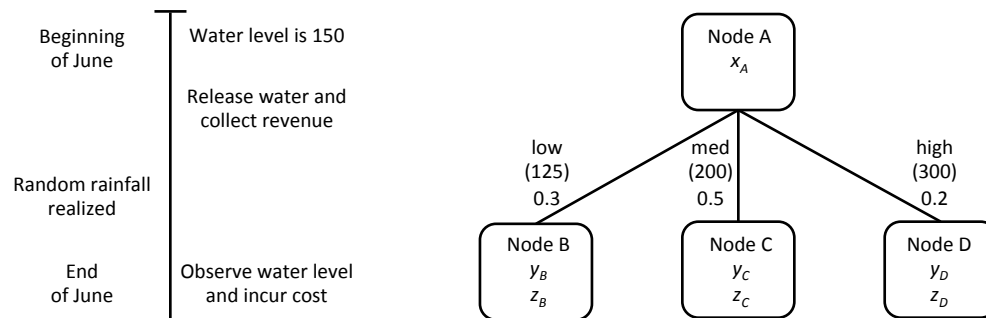 Beginning
of June
Water level is 150
Release water and
collect revenue
Random rainfall
realized
End
of June
Observe water level
and incur cost
Node A
x_A
low
(125)
0.3
med
(200)
0.5
high
(300)
0.2
Node B
y_B
z_B
Node C
y_C
z_C
Node D
y_D
z_D